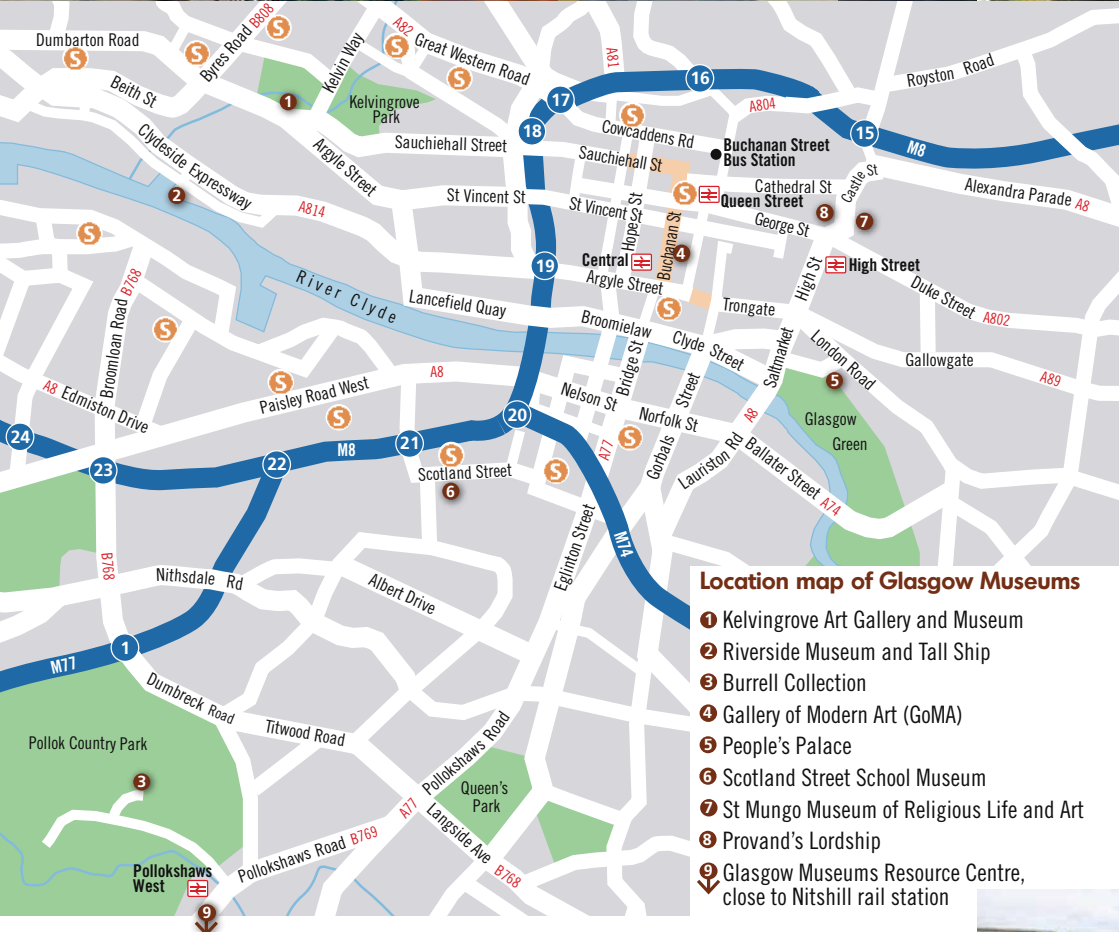 Dumbarton Road
S
S
Byres Road B808
S
Kelvin Way
A82
S
Great Western Road
S
A81
16
Royston Road
Beith St
1
Kelvingrove
Park
17
18
S
A804
15
M8
Cowcaddens Rd
Buchanan Street
Bus Station
Sauchiehall Street
Sauchiehall St
Clydeside Expressway
Argyle Street
2
A814
St Vincent St
St Vincent St
S
Queen Street
Cathedral St
Castle St
Alexandra Parade A8
8
7
George St
Hope St
Buchanan St
4
S
B768
Broomloan Road
River Clyde
19
Central
Argyle Street
High St
High Street
Duke Street
A802
Lancefield Quay
S
Trongate
Broomielaw
Clyde Street
Saltmarket
London Road
Gallowgate
A89
S
Bridge St
5
A8 Edmiston Drive
S
Paisley Road West
A8
S
Nelson St
Norfolk St
Gorbals Street
A8
Glasgow
Green
24
23
22
M8
21
20
S
S
S
A77
Lauriston Rd
Ballater Street
A74
Scotland Street
6
Eglinton Street
M74
B768
Nithsdale Rd
Albert Drive
1
M77
Dumbreck Road
Titwood Road
Pollok Country Park
3
Pollokshaws Road
Queen's
Park
A77
Langside Ave
B768
Pollokshaws Road B769
Pollokshaws
West
9
Location map of Glasgow Museums
1 Kelvingrove Art Gallery and Museum
2 Riverside Museum and Tall Ship
3 Burrell Collection
4 Gallery of Modern Art (GoMA)
5 People's Palace
6 Scotland Street School Museum
7 St Mungo Museum of Religious Life and Art
8 Provand's Lordship
9 Glasgow Museums Resource Centre,
close to Nitshill rail station